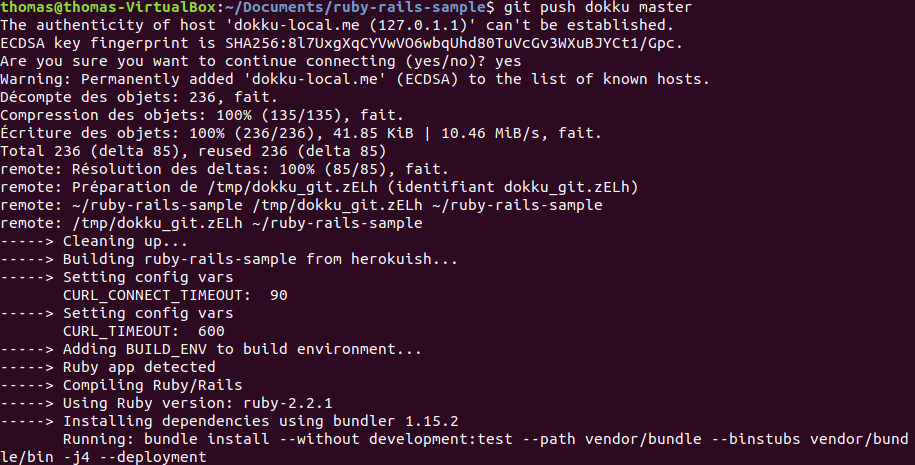 thomas@thomas-VirtualBox:~/Documents/ruby-rails-sample$ git push dokku master
The authenticity of host 'dokku-local.me (127.0.1.1)' can't be established.
ECDSA key fingerprint is SHA256:8l7UxgXqCYVwVO6wbqUhd80TuVcGv3WXuBJYCt1/Gpc.
Are you sure you want to continue connecting (yes/no)? yes
Warning: Permanently added 'dokku-local.me' (ECDSA) to the list of known hosts.
Décompte des objets: 236, fait.
Compression des objets: 100% (135/135), fait.
Écriture des objets: 100% (236/236), 41.85 KiB | 10.46 MiB/s, fait.
Total 236 (delta 85), reused 236 (delta 85)
remote: Résolution des deltas: 100% (85/85), fait.
remote: Préparation de /tmp/dokku_git.zELh (identifiant dokku_git.zELh)
remote: ~/ruby-rails-sample /tmp/dokku_git.zELh ~/ruby-rails-sample
remote: /tmp/dokku_git.zELh ~/ruby-rails-sample
-----> Cleaning up...
-----> Building ruby-rails-sample from herokuish...
-----> Setting config vars
       CURL_CONNECT_TIMEOUT:  90
-----> Setting config vars
       CURL_TIMEOUT:  600
-----> Adding BUILD_ENV to build environment...
-----> Ruby app detected
-----> Compiling Ruby/Rails
-----> Using Ruby version: ruby-2.2.1
-----> Installing dependencies using bundler 1.15.2
       Running: bundle install --without development:test --path vendor/bundle --binstubs vendor/bund
le/bin -j4 --deployment